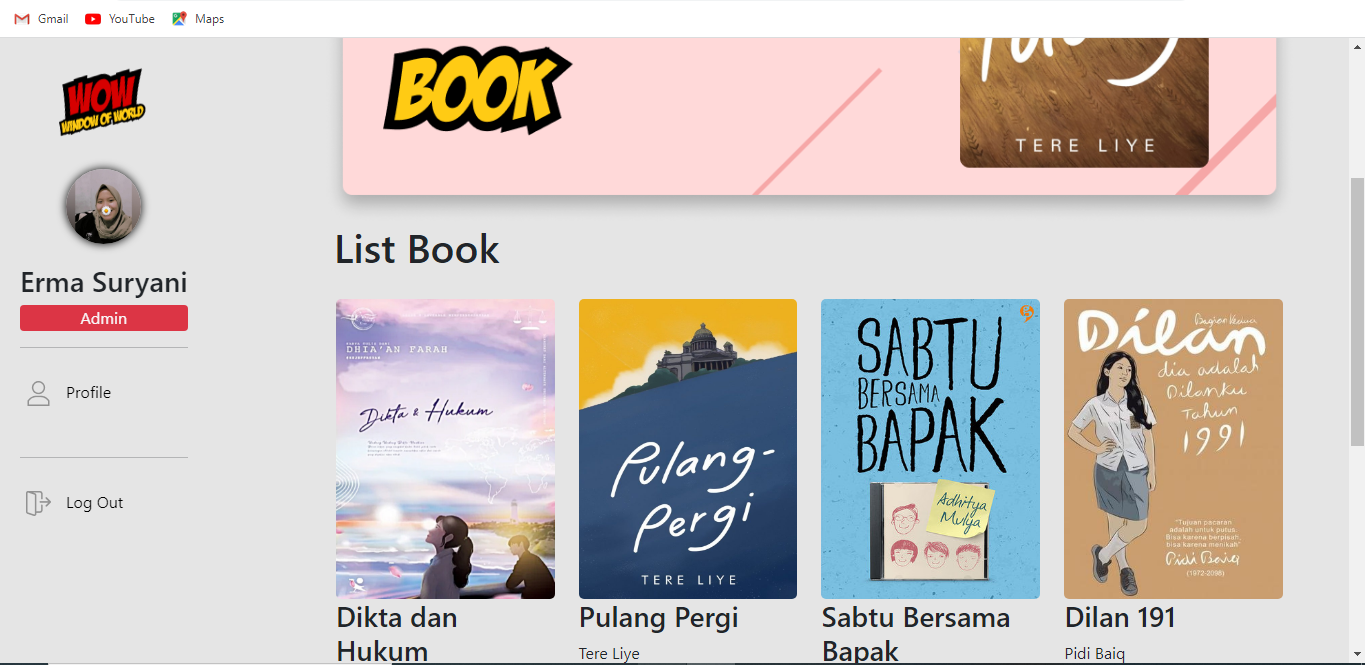 Gmail
YouTube
Maps
WOW
WINDOW OF WORLD
Erma Suryani
Admin
Profile
Log Out
BOOK
TERE LIYE
List Book
DHIA'AN FARAH
Dikta & Hukum
Dikta dan
Hukum
Pulang-
Pergi
TERE LIYE
Pulang Pergi
Tere Liye
SABTU
BERSAMA
BAPAK
Adhitya
Mulya
Sabtu Bersama
Bapak
Dilan
dia adalah
Dilanku
Tahun
1991
"Tujuan pacaran
adalah untuk putus.
Bisa karena berpisah,
bisa karena menikah"
Pidi Baiq
(1972-2098)
Dilan 191
Pidi Baiq